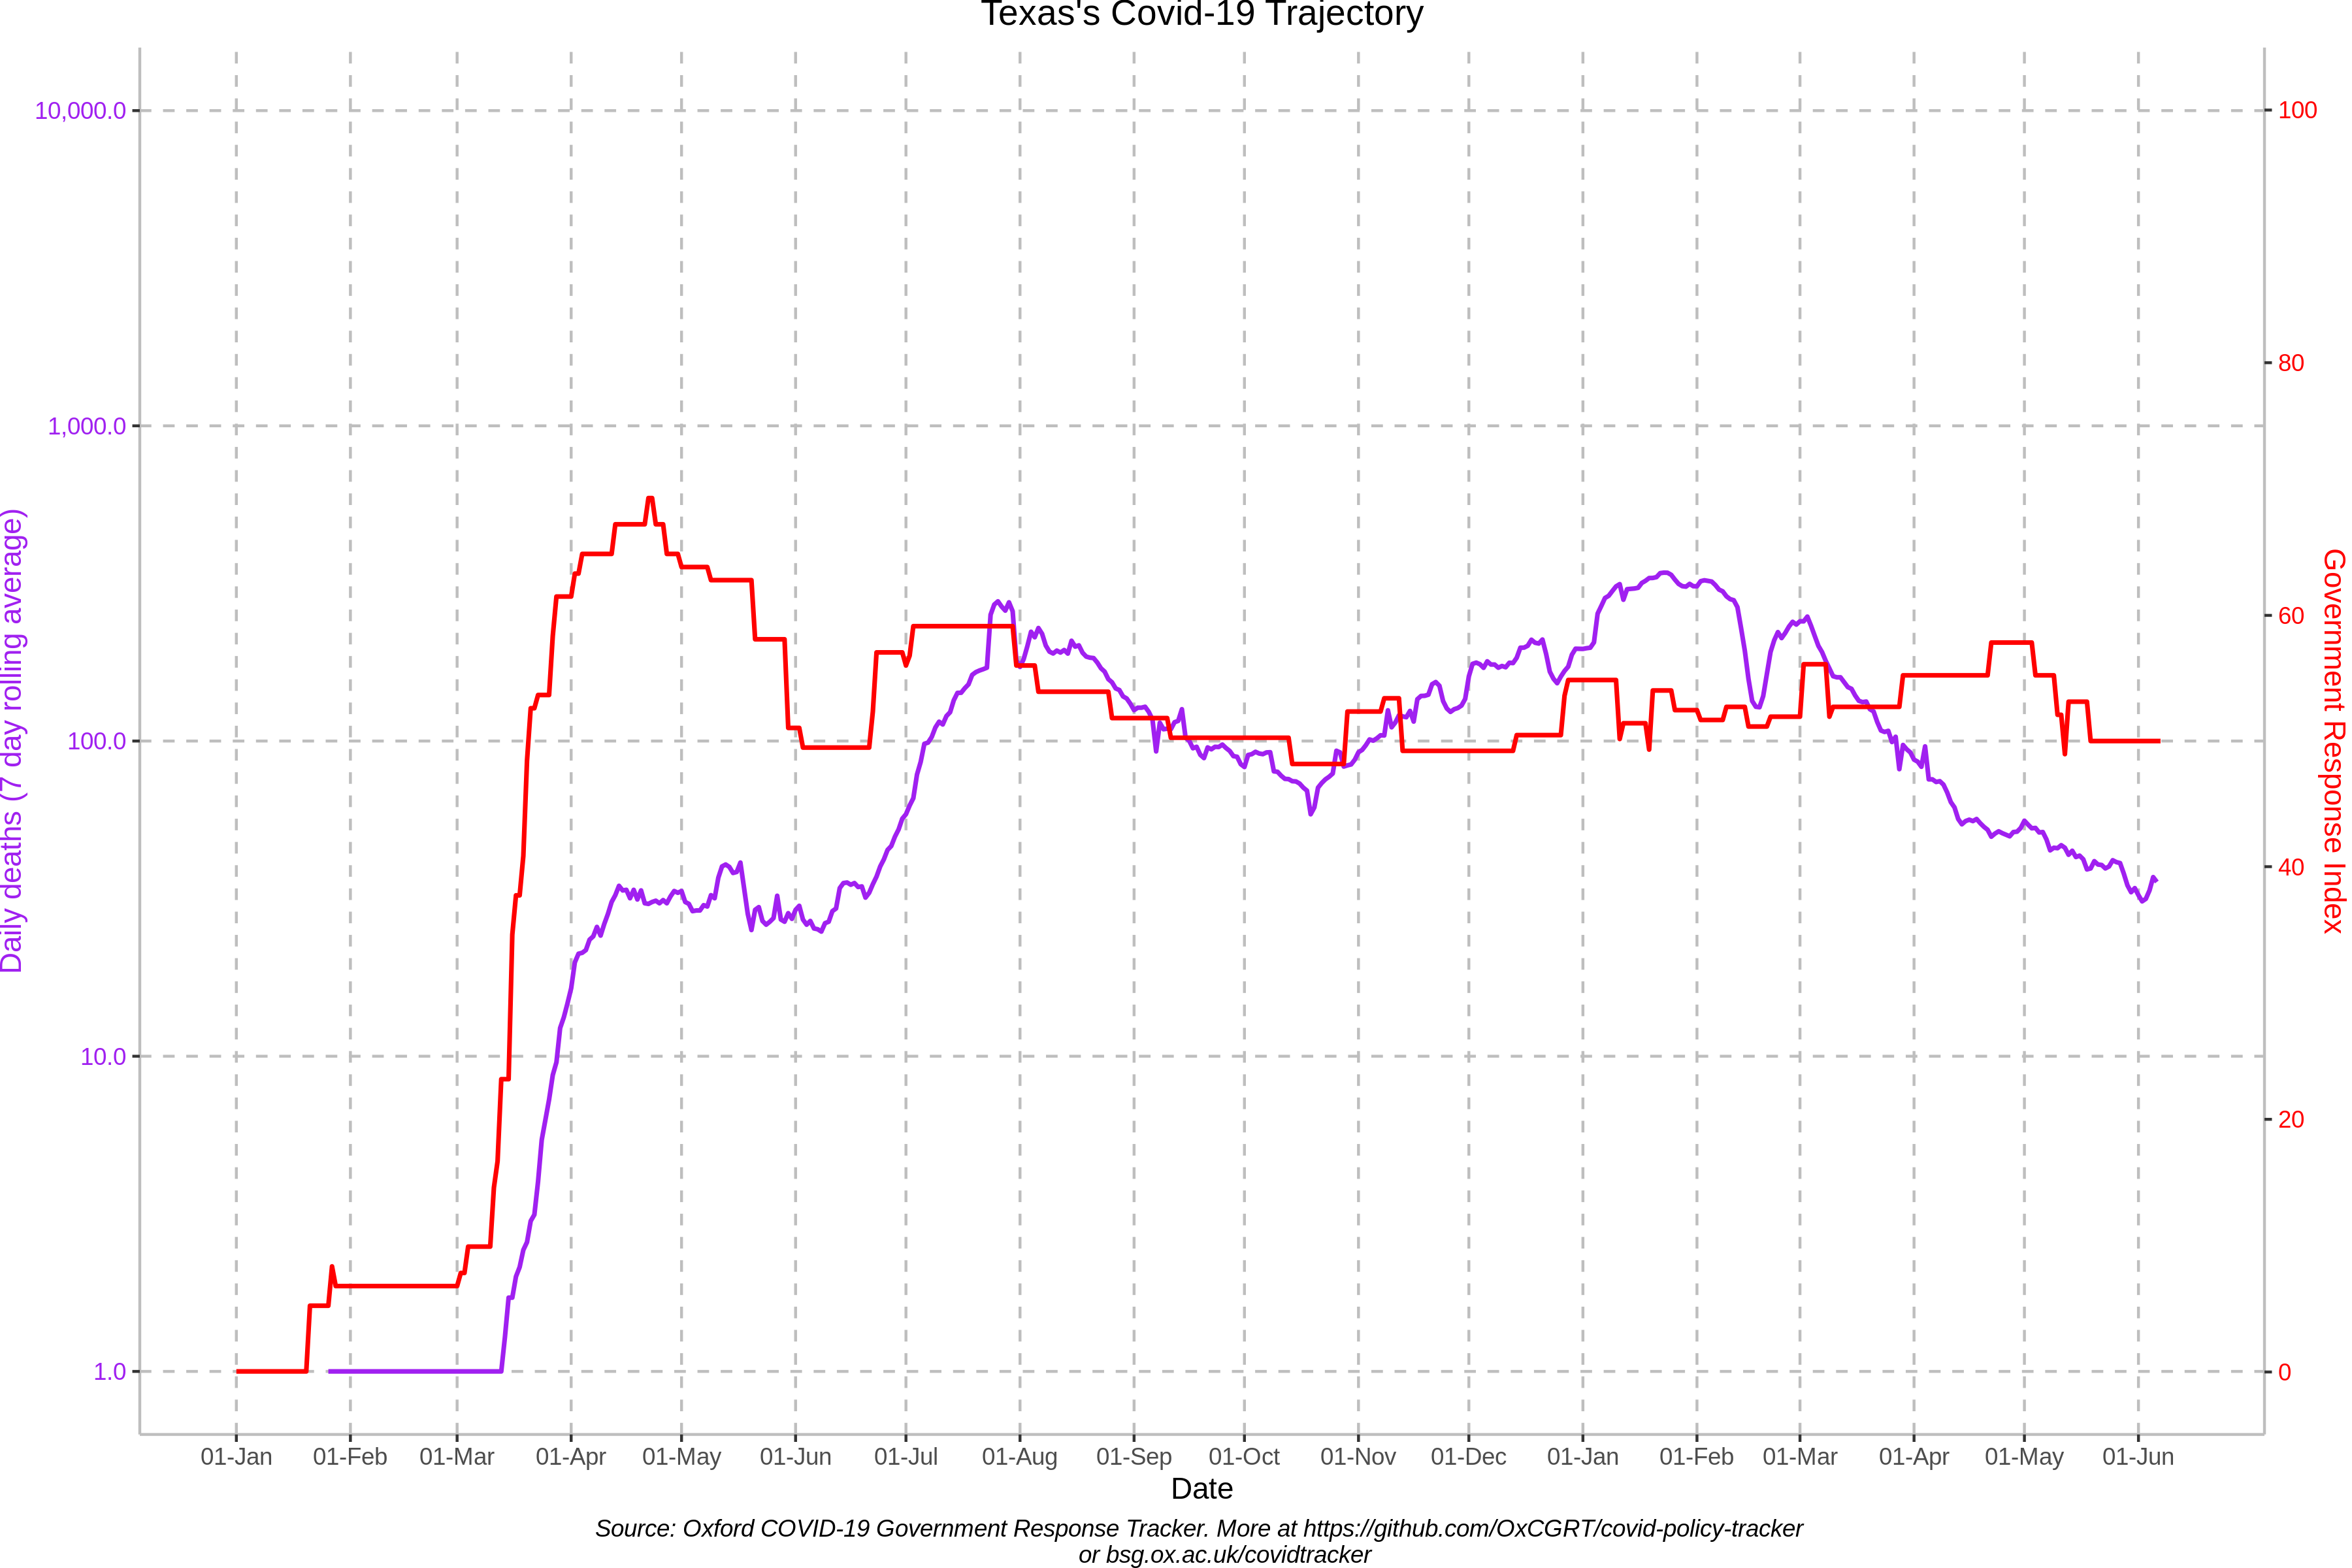 Texas's Covid-19 Trajectory
10,000.0
1,000.0
100.0
10.0
1.0
Daily deaths (7 day rolling average)
100
80
60
40
20
0
Government Response Index
01-Jan 01-Feb 01-Mar 01-Apr 01-May 01-Jun 01-Jul 01-Aug 01-Sep 01-Oct 01-Nov 01-Dec 01-Jan 01-Feb 01-Mar 01-Apr 01-May 01-Jun
Date
Source: Oxford COVID-19 Government Response Tracker. More at https://github.com/OxCGRT/covid-policy-tracker
or bsg.ox.ac.uk/covidtracker